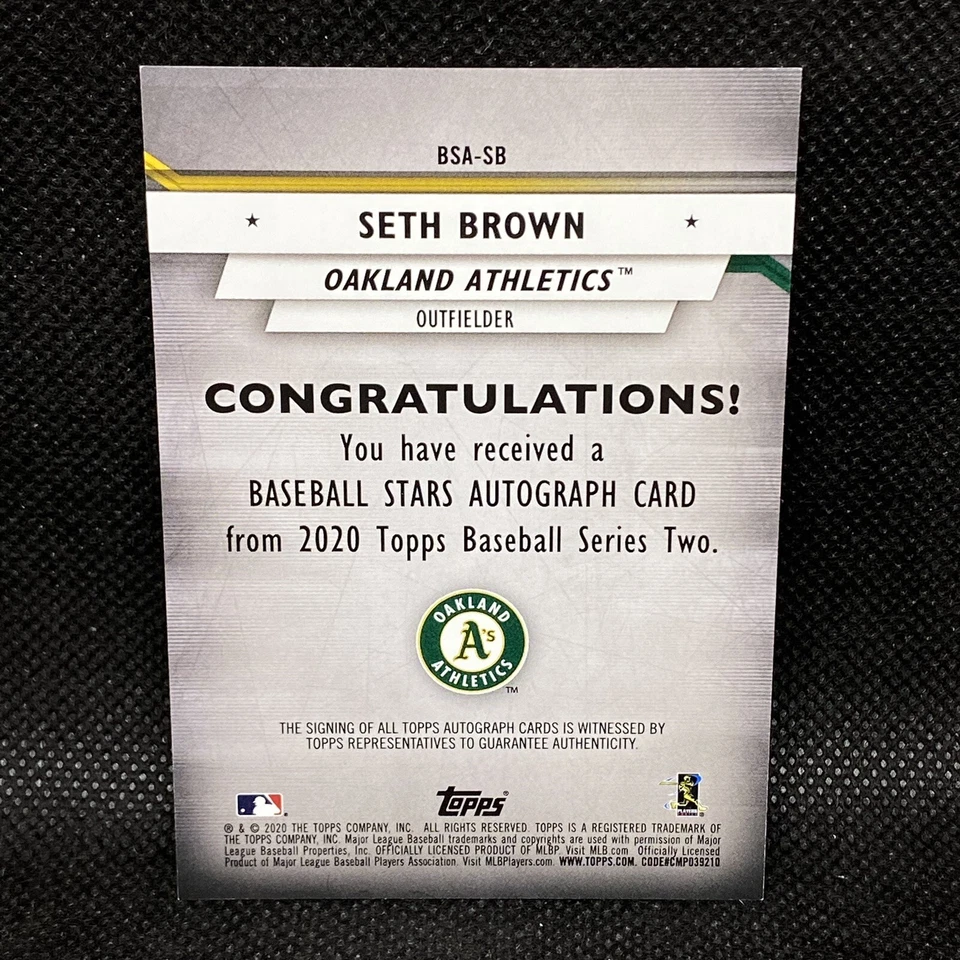 BSA-SB
★ SETH BROWN ★
OAKLAND ATHLETICS™
OUTFIELDER
CONGRATULATIONS!
You have received a
BASEBALL STARS AUTOGRAPH CARD
from 2020 Topps Baseball Series Two.
OAKLAND
A's
ATHLETICS
™
THE SIGNING OF ALL TOPPS AUTOGRAPH CARDS IS WITNESSED BY
TOPPS REPRESENTATIVES TO GUARANTEE AUTHENTICITY.
topps®
PLAYERS
® & © 2020 THE TOPPS COMPANY, INC. ALL RIGHTS RESERVED. TOPPS IS A REGISTERED TRADEMARK OF
THE TOPPS COMPANY, INC. Major League Baseball trademarks and copyrights are used with permission of Major
League Baseball Properties, Inc. OFFICIALLY LICENSED PRODUCT OF MLBP. Visit MLB.com Officially Licensed
Product of Major League Baseball Players Association. Visit MLBPlayers.com. WWW.TOPPS.COM. CODE#CMP039210